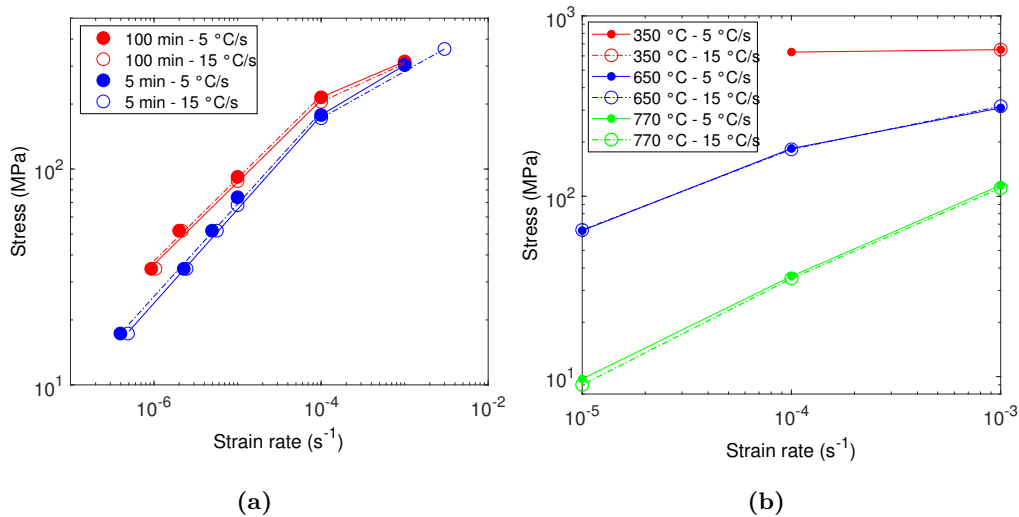 100 min - 5 °C/s
100 min - 15 °C/s
5 min - 5 °C/s
5 min - 15 °C/s
10^2
10^1
10^-6
10^-4
10^-2
Stress (MPa)
Strain rate (s^-1)
(a)
350 °C - 5 °C/s
350 °C - 15 °C/s
650 °C - 5 °C/s
650 °C - 15 °C/s
770 °C - 5 °C/s
770 °C - 15 °C/s
10^3
10^2
10^1
10^-5
10^-4
10^-3
Stress (MPa)
Strain rate (s^-1)
(b)